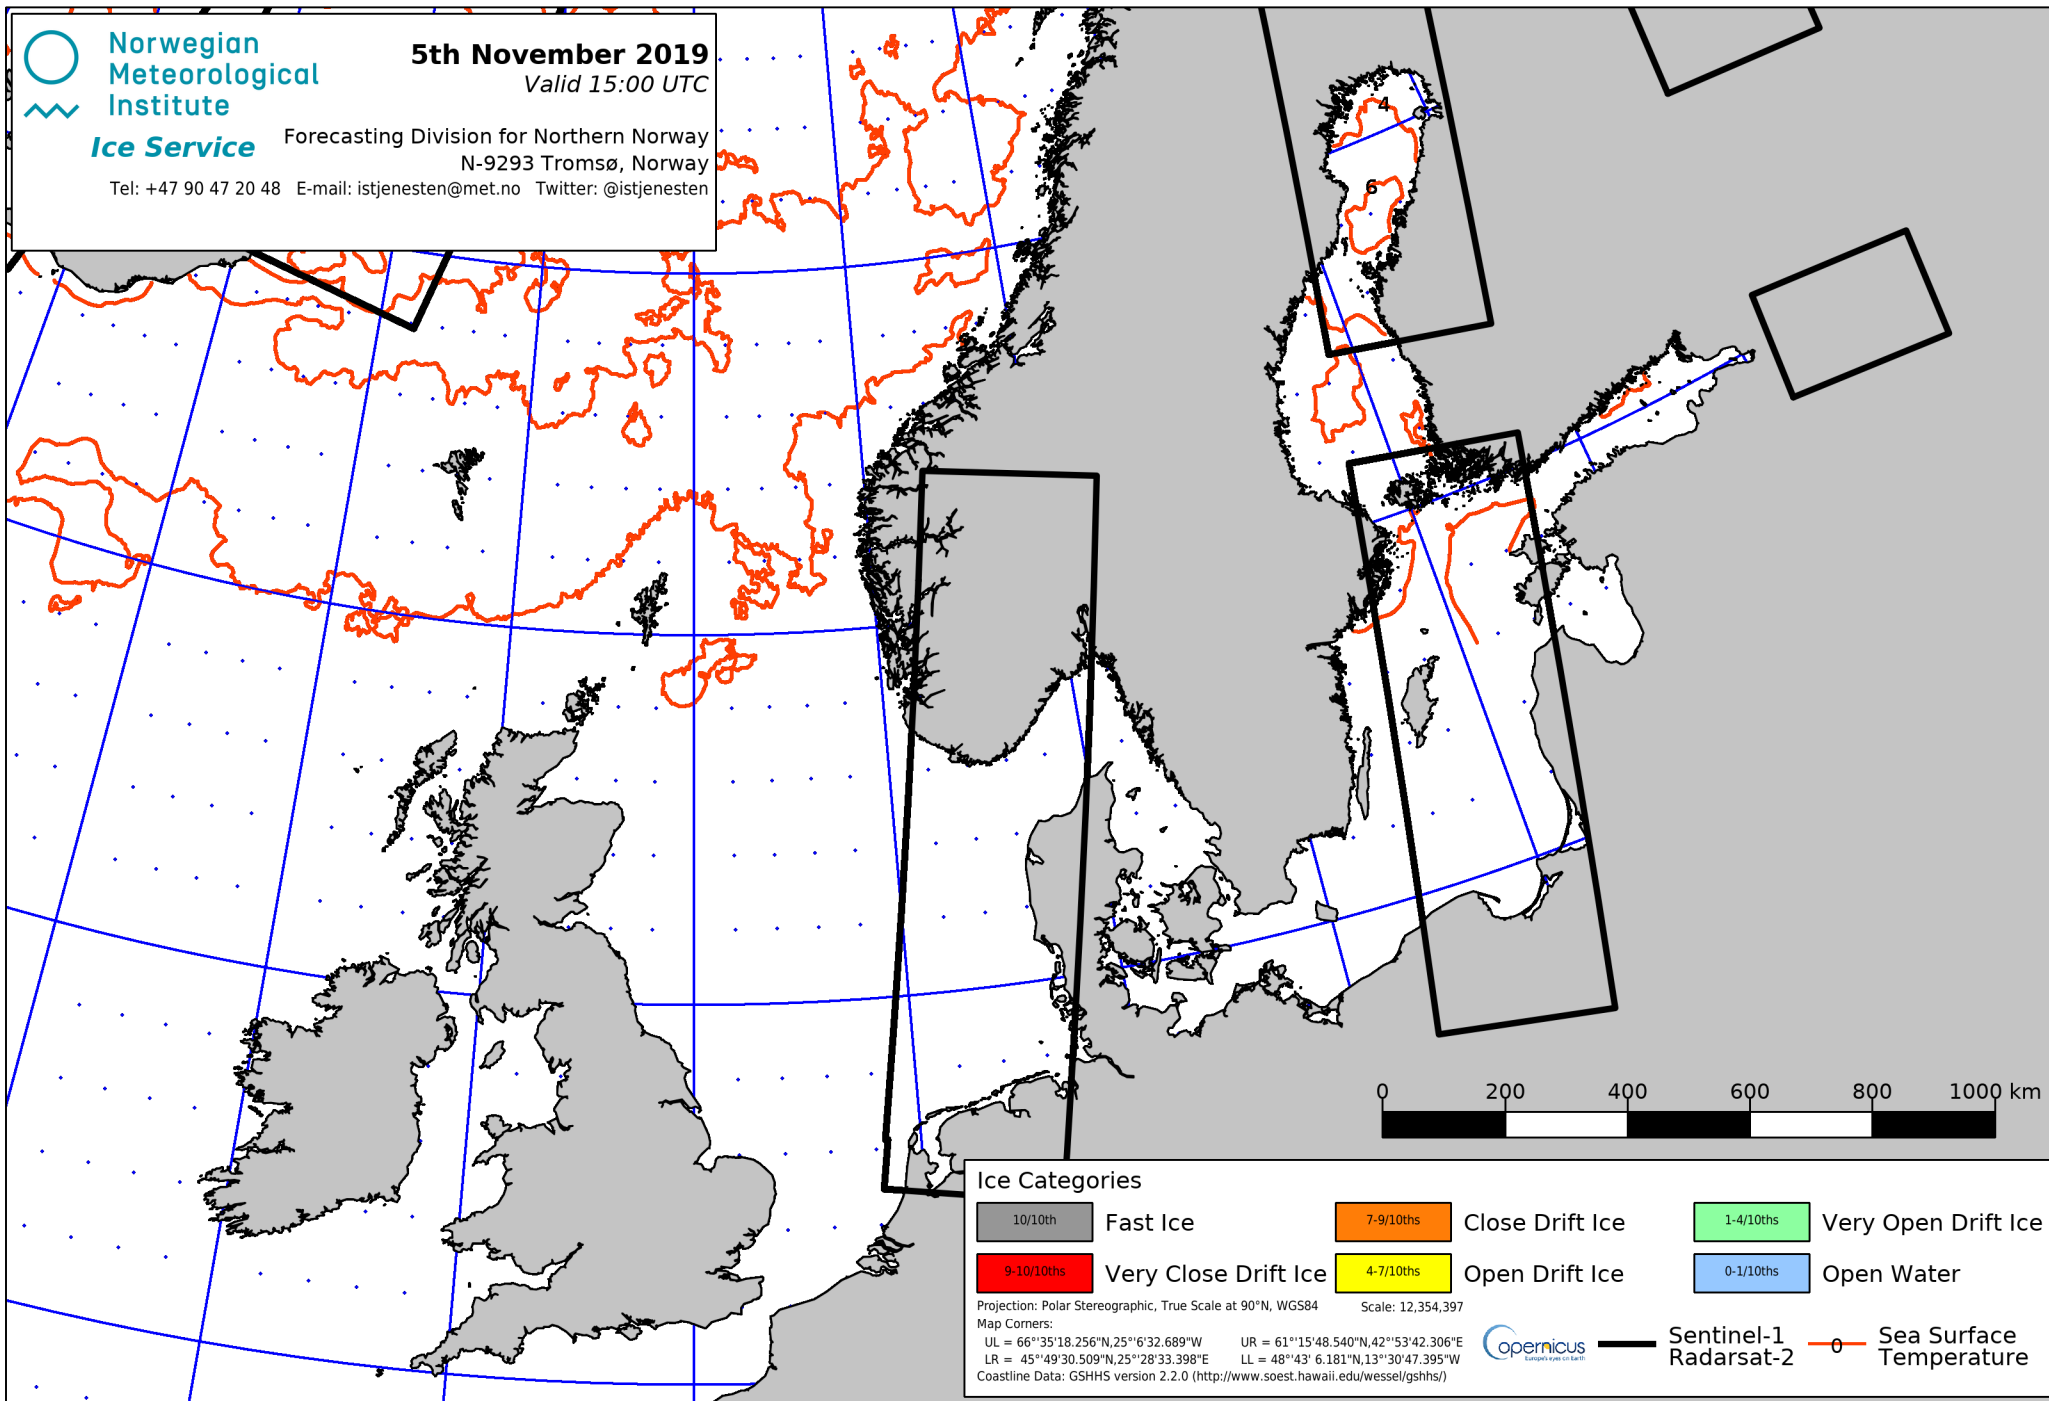 Norwegian
Meteorological
Institute
Ice Service
5th November 2019
Valid 15:00 UTC
Forecasting Division for Northern Norway
N-9293 Tromsø, Norway
Tel: +47 90 47 20 48 E-mail: istjenesten@met.no Twitter: @istjenesten
4
6
0 200 400 600 800 1000 km
Ice Categories
10/10th Fast Ice
7-9/10ths Close Drift Ice
1-4/10ths Very Open Drift Ice
9-10/10ths Very Close Drift Ice
4-7/10ths Open Drift Ice
0-1/10ths Open Water
Projection: Polar Stereographic, True Scale at 90°N, WGS84 Scale: 12,354,397
Map Corners:
UL = 66°'35'18.256"N,25°'6'32.689"W UR = 61°'15'48.540"N,42°'53'42.306"E
LR = 45°'49'30.509"N,25°'28'33.398"E LL = 48°'43' 6.181"N,13°'30'47.395"W
Coastline Data: GSHHS version 2.2.0 (http://www.soest.hawaii.edu/wessel/gshhs/)
opernicus
Europe's eyes on Earth
Sentinel-1
Radarsat-2
0
Sea Surface
Temperature